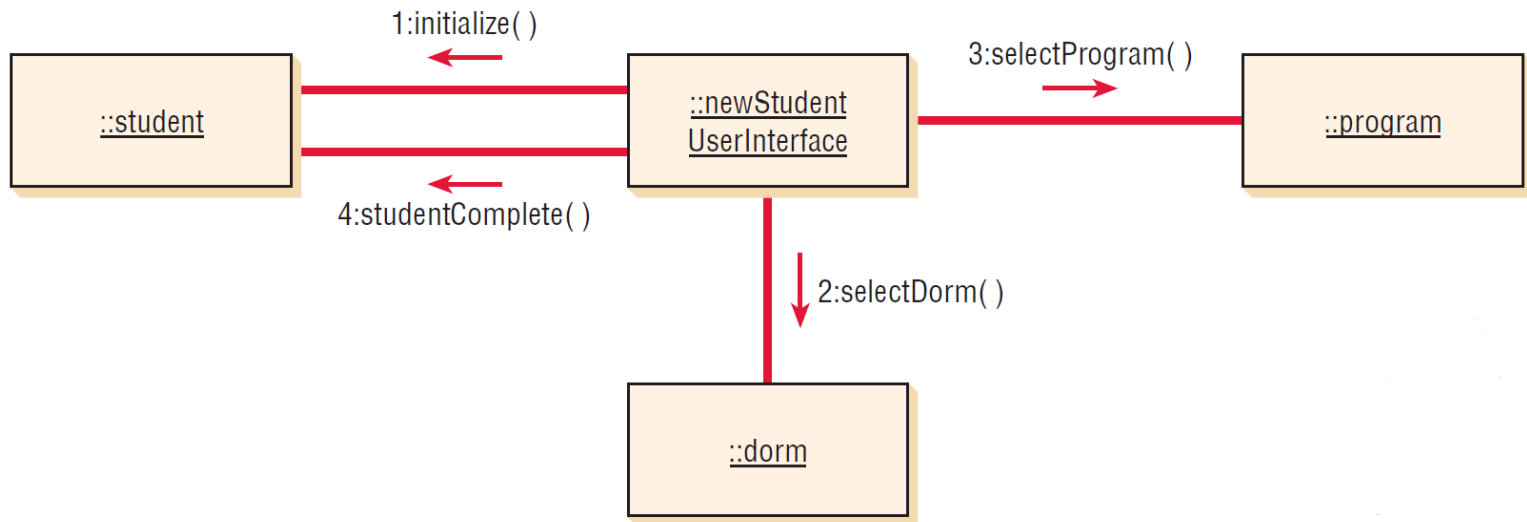 1:initialize( )
3:selectProgram( )
::student
::newStudent
UserInterface
::program
4:studentComplete( )
2:selectDorm( )
::dorm